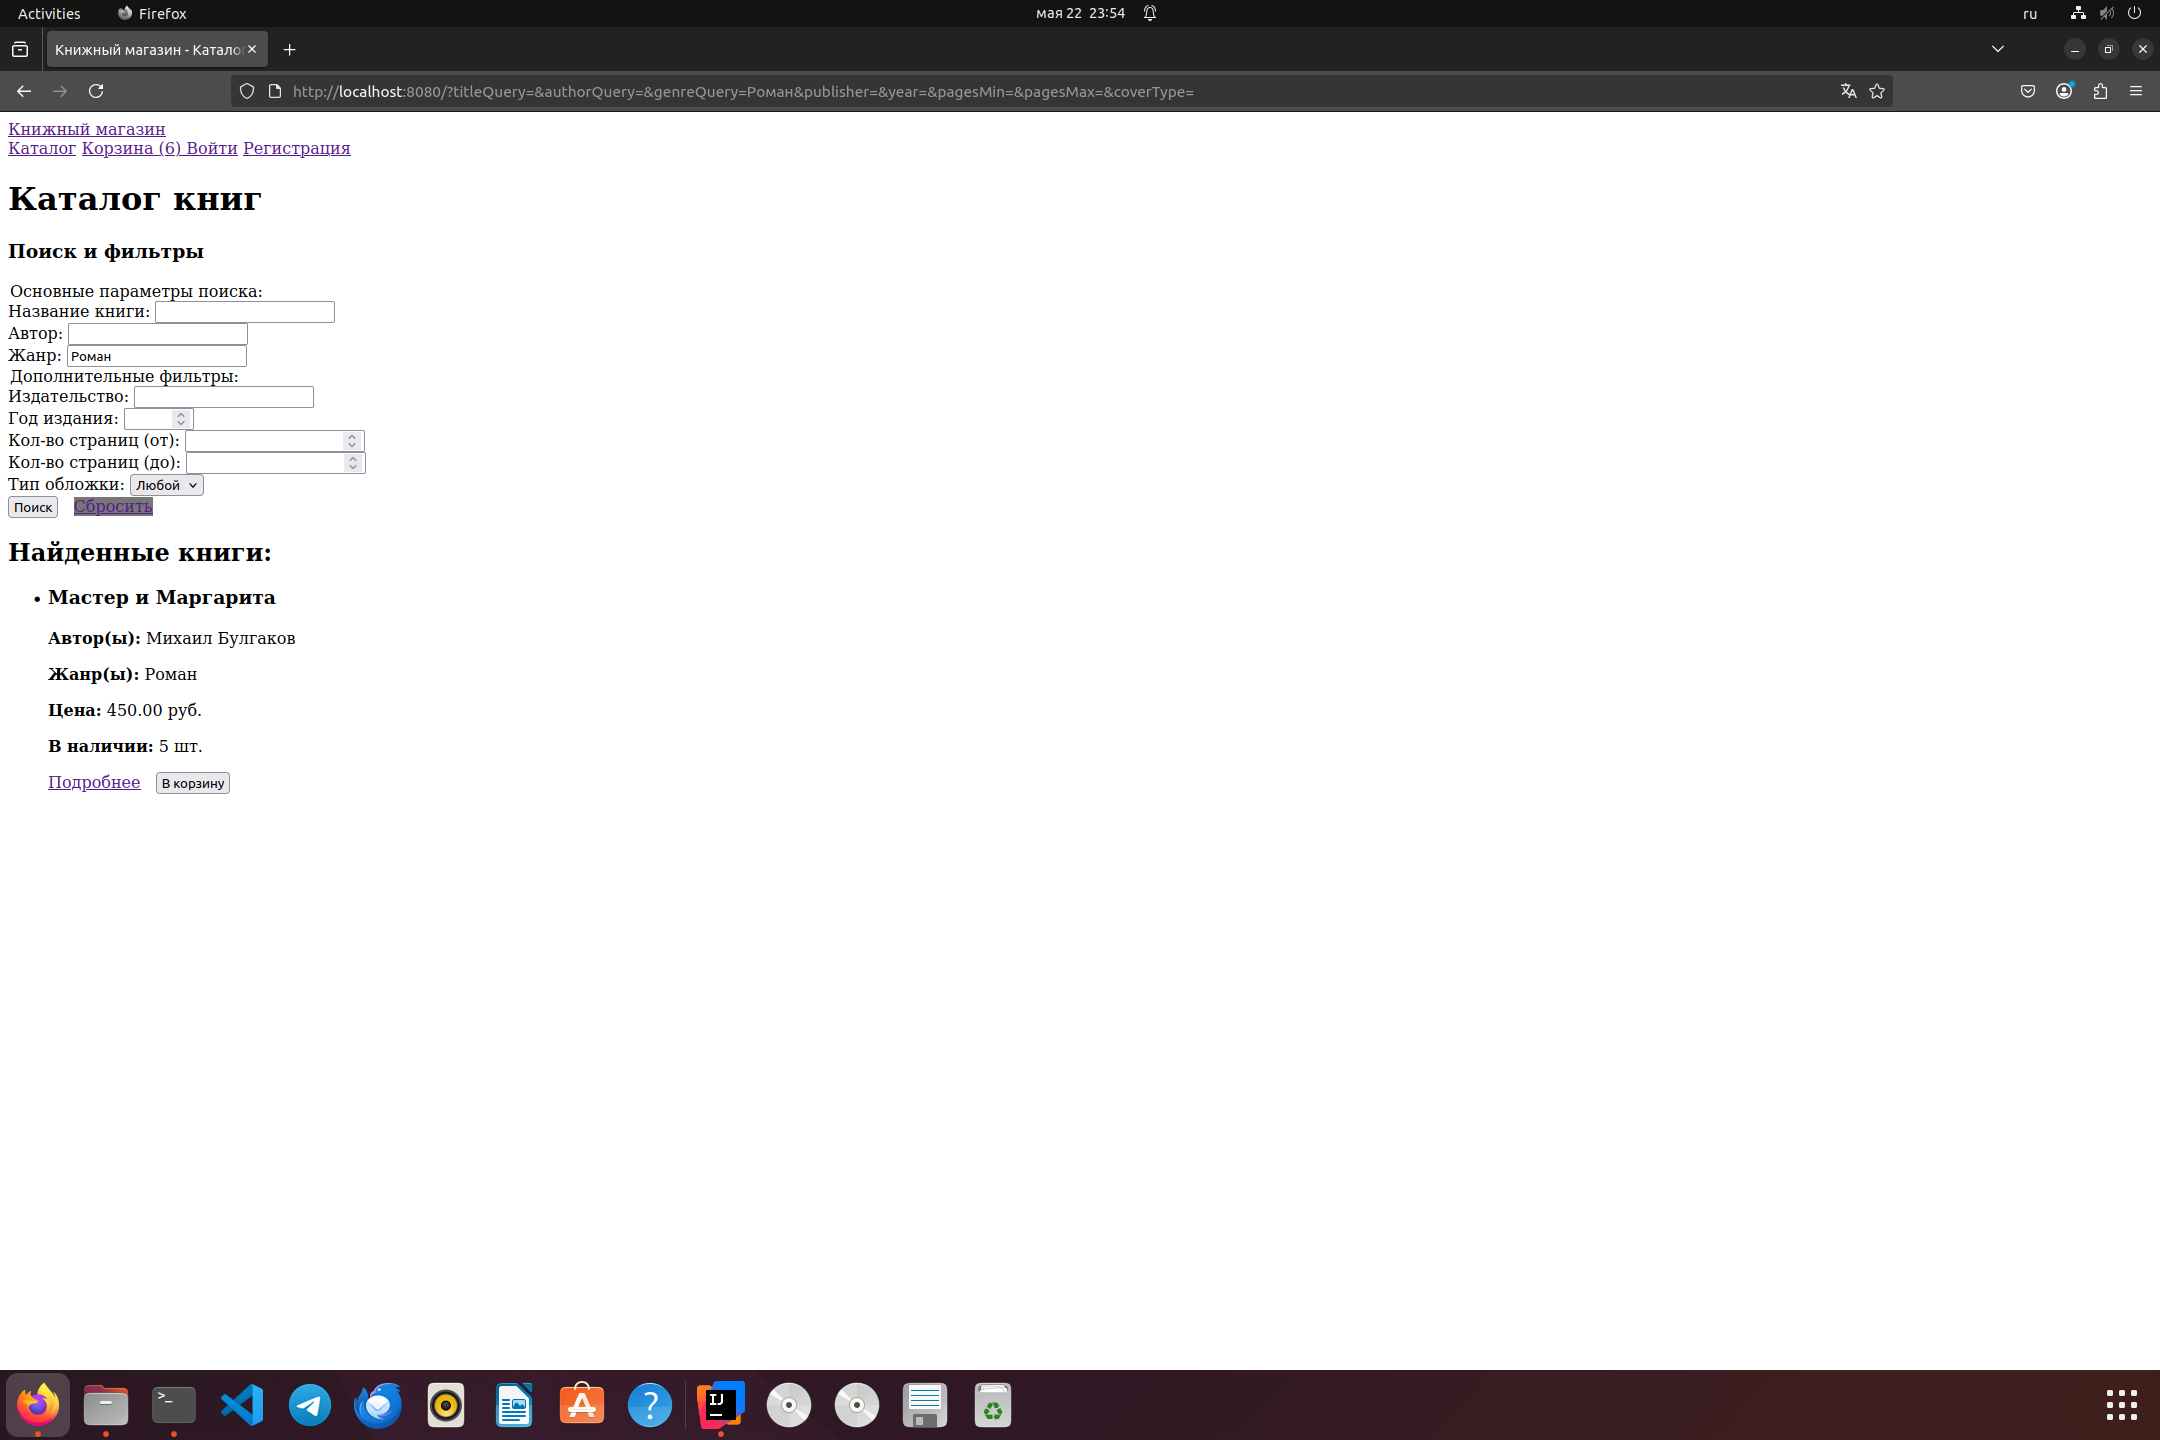 Activities Firefox мая 22 23:54 ru
Книжный магазин - Катало
http://localhost:8080/?titleQuery=&authorQuery=&genreQuery=Роман&publisher=&year=&pagesMin=&pagesMax=&coverType=
Книжный магазин
Каталог Корзина (6) Войти Регистрация
Каталог книг
Поиск и фильтры
Основные параметры поиска:
Название книги:
Автор:
Жанр: Роман
Дополнительные фильтры:
Издательство:
Год издания:
Кол-во страниц (от):
Кол-во страниц (до):
Тип обложки: Любой
Поиск Сбросить
Найденные книги:
• Мастер и Маргарита
Автор(ы): Михаил Булгаков
Жанр(ы): Роман
Цена: 450.00 руб.
В наличии: 5 шт.
Подробнее В корзину
>_ A ? IJ